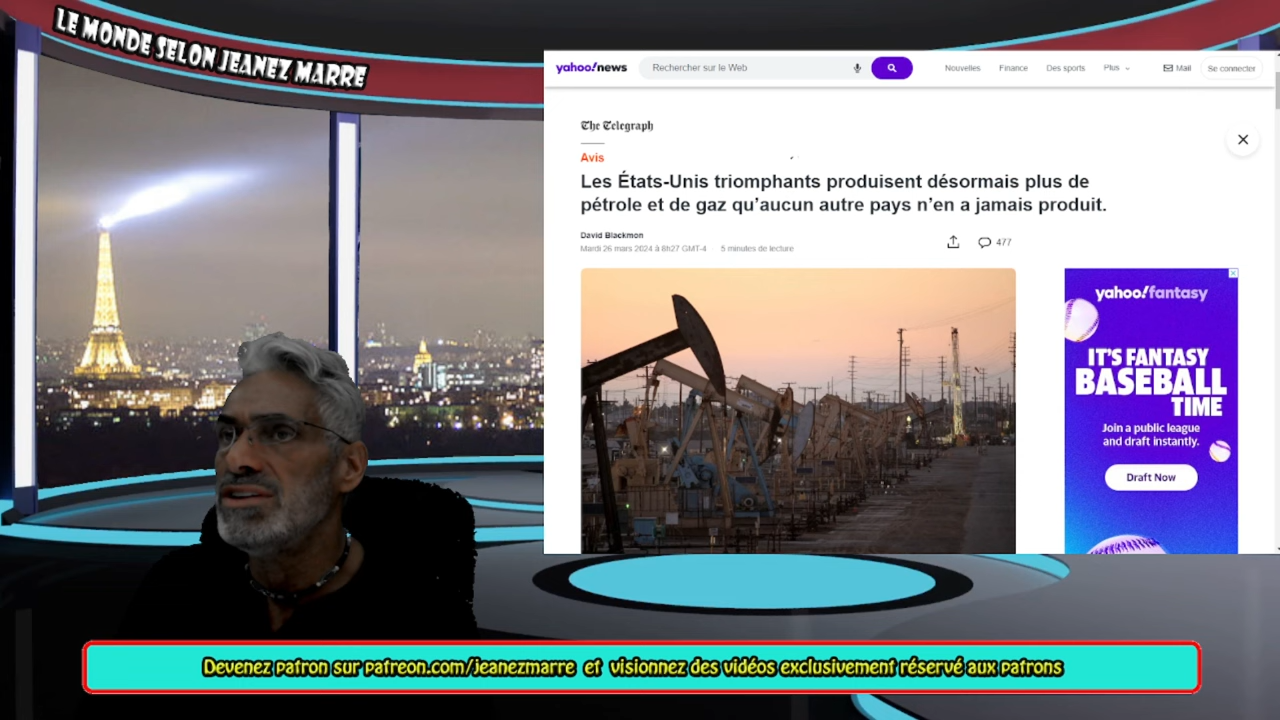 LE MONDE SELON JEANEZ MARRE
yahoo!news
Rechercher sur le Web
Nouvelles
Finance
Des sports
Plus
Mail
Se connecter
The Telegraph
Avis
Les États-Unis triomphants produisent désormais plus de
pétrole et de gaz qu'aucun autre pays n'en a jamais produit.
David Blackmon
Mardi 26 mars 2024 à 8h27 GMT-4 5 minutes de lecture
477
yahoo!fantasy
IT'S FANTASY
BASEBALL
TIME
Join a public league
and draft instantly.
Draft Now
Devenez patron sur patreon.com/jeanezmarre et visionnez des vidéos exclusivement réservé aux patrons